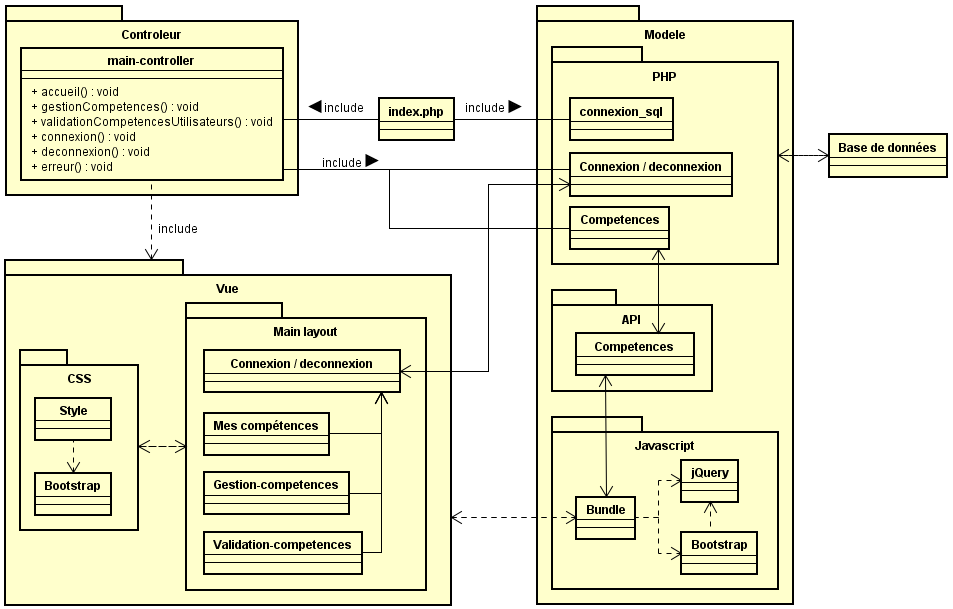 Controleur
main-controller
+ accueil() : void
+ gestionCompetences() : void
+ validationCompetencesUtilisateurs() : void
+ connexion() : void
+ deconnexion() : void
+ erreur() : void
include
index.php
include
include
include
Modele
PHP
connexion_sql
Connexion / deconnexion
Competences
Base de données
API
Competences
Javascript
jQuery
Bundle
Bootstrap
Vue
Main layout
Connexion / deconnexion
Mes compétences
Gestion-competences
Validation-competences
CSS
Style
Bootstrap